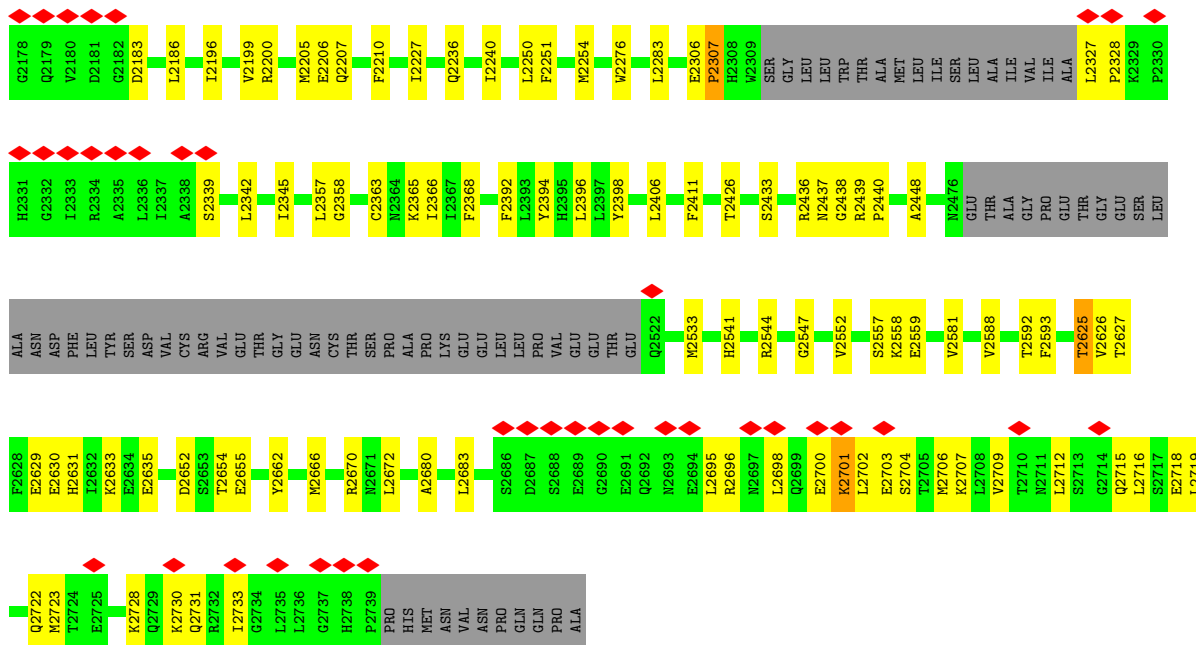 G2178 Q2179 V2180 D2181 G2182 D2183 L2186 I2196 V2199 R2200 M2205 E2206 Q2207 F2210 I2227 Q2236 I2240 L2250 F2251 M2254 W2276 L2283 E2306 P2307 H2308 W2309 SER GLY LEU LEU TRP THR ALA MET LEU ILE SER LEU ALA ILE VAL ILE ALA L2327 P2328 K2329 P2330
H2331 G2332 I2333 R2334 A2335 L2336 I2337 A2338 S2339 L2342 I2345 L2357 G2358 C2363 N2364 K2365 I2366 I2367 F2368 F2392 L2393 Y2394 H2395 L2396 L2397 Y2398 L2406 F2411 T2426 S2433 R2436 N2437 G2438 R2439 P2440 A2448 N2476 GLU THR ALA GLY PRO GLU THR GLY GLU SER LEU
ALA ASN ASP PHE LEU TYR SER ASP VAL CYS ARG VAL GLU THR GLY GLU ASN CYS THR SER PRO ALA PRO LYS GLU GLU LEU LEU PRO VAL GLU GLU THR GLU Q2522 M2533 H2541 R2544 G2547 V2552 S2557 K2558 E2559 V2581 V2588 T2592 F2593 T2625 V2626 T2627
F2628 E2629 E2630 H2631 I2632 K2633 E2634 E2635 D2652 S2653 T2654 E2655 Y2662 M2666 R2670 N2671 L2672 A2680 L2683 S2686 D2687 S2688 E2689 G2690 E2691 Q2692 N2693 E2694 L2695 R2696 N2697 L2698 Q2699 E2700 K2701 L2702 E2703 S2704 T2705 M2706 K2707 L2708 V2709 T2710 N2711 L2712 S2713 G2714 Q2715 L2716 S2717 E2718 L2719
Q2722 M2723 T2724 E2725 K2728 Q2729 K2730 Q2731 R2732 I2733 G2734 L2735 L2736 G2737 H2738 P2739 PRO HIS MET ASN VAL ASN PRO GLN GLN PRO ALA